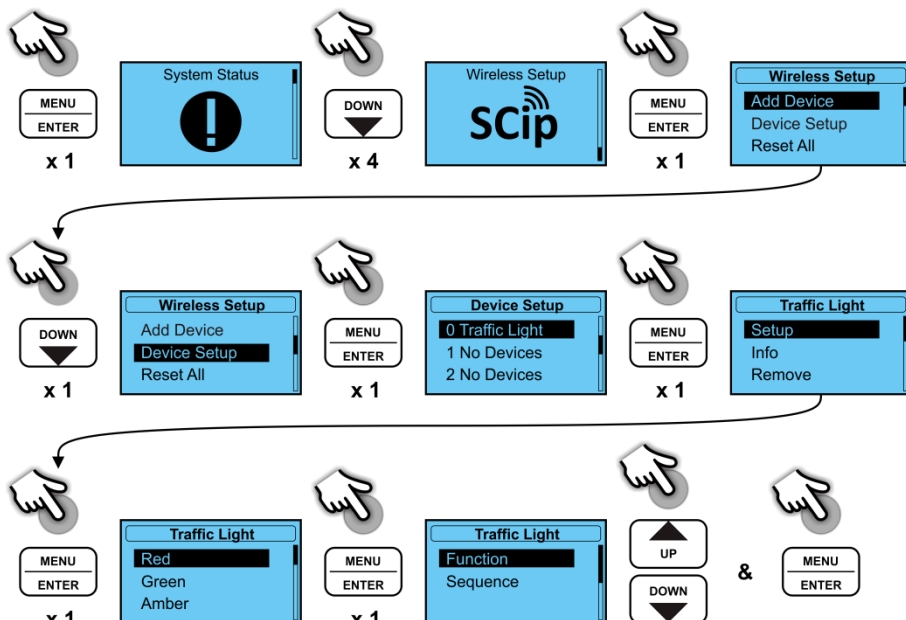 MENU
ENTER
x 1
System Status
DOWN
x 4
Wireless Setup
SCip
MENU
ENTER
x 1
Wireless Setup
Add Device
Device Setup
Reset All
DOWN
x 1
Wireless Setup
Add Device
Device Setup
Reset All
MENU
ENTER
x 1
Device Setup
0 Traffic Light
1 No Devices
2 No Devices
MENU
ENTER
x 1
Traffic Light
Setup
Info
Remove
MENU
ENTER
x 1
Traffic Light
Red
Green
Amber
MENU
ENTER
x 1
Traffic Light
Function
Sequence
UP
DOWN
&
MENU
ENTER